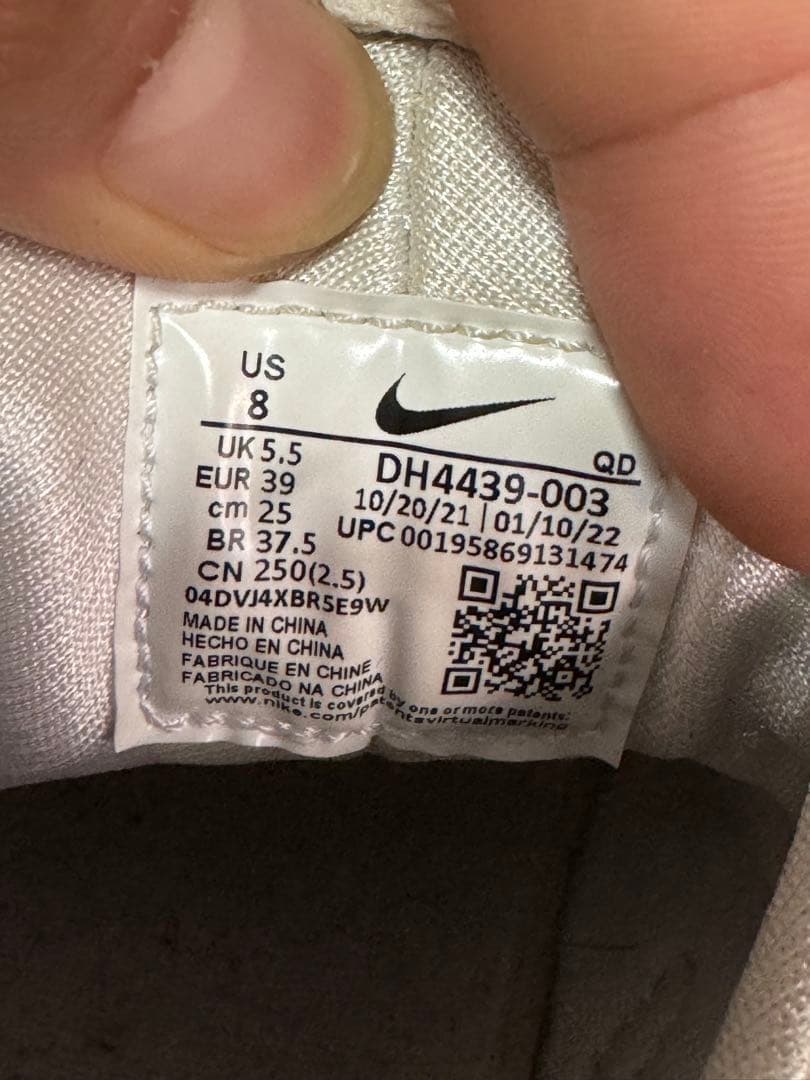 US
8
UK 5.5
EUR 39
cm 25
BR 37.5
CN 250(2.5)
QD
DH4439-003
10/20/21 | 01/10/22
UPC 00195869131474
04DVJ4XBR5E9W
MADE IN CHINA
HECHO EN CHINA
FABRIQUE EN CHINE
FABRICADO NA CHINA
This product is covered by one or more patents:
www.nike.com/patentsvirtualmarking